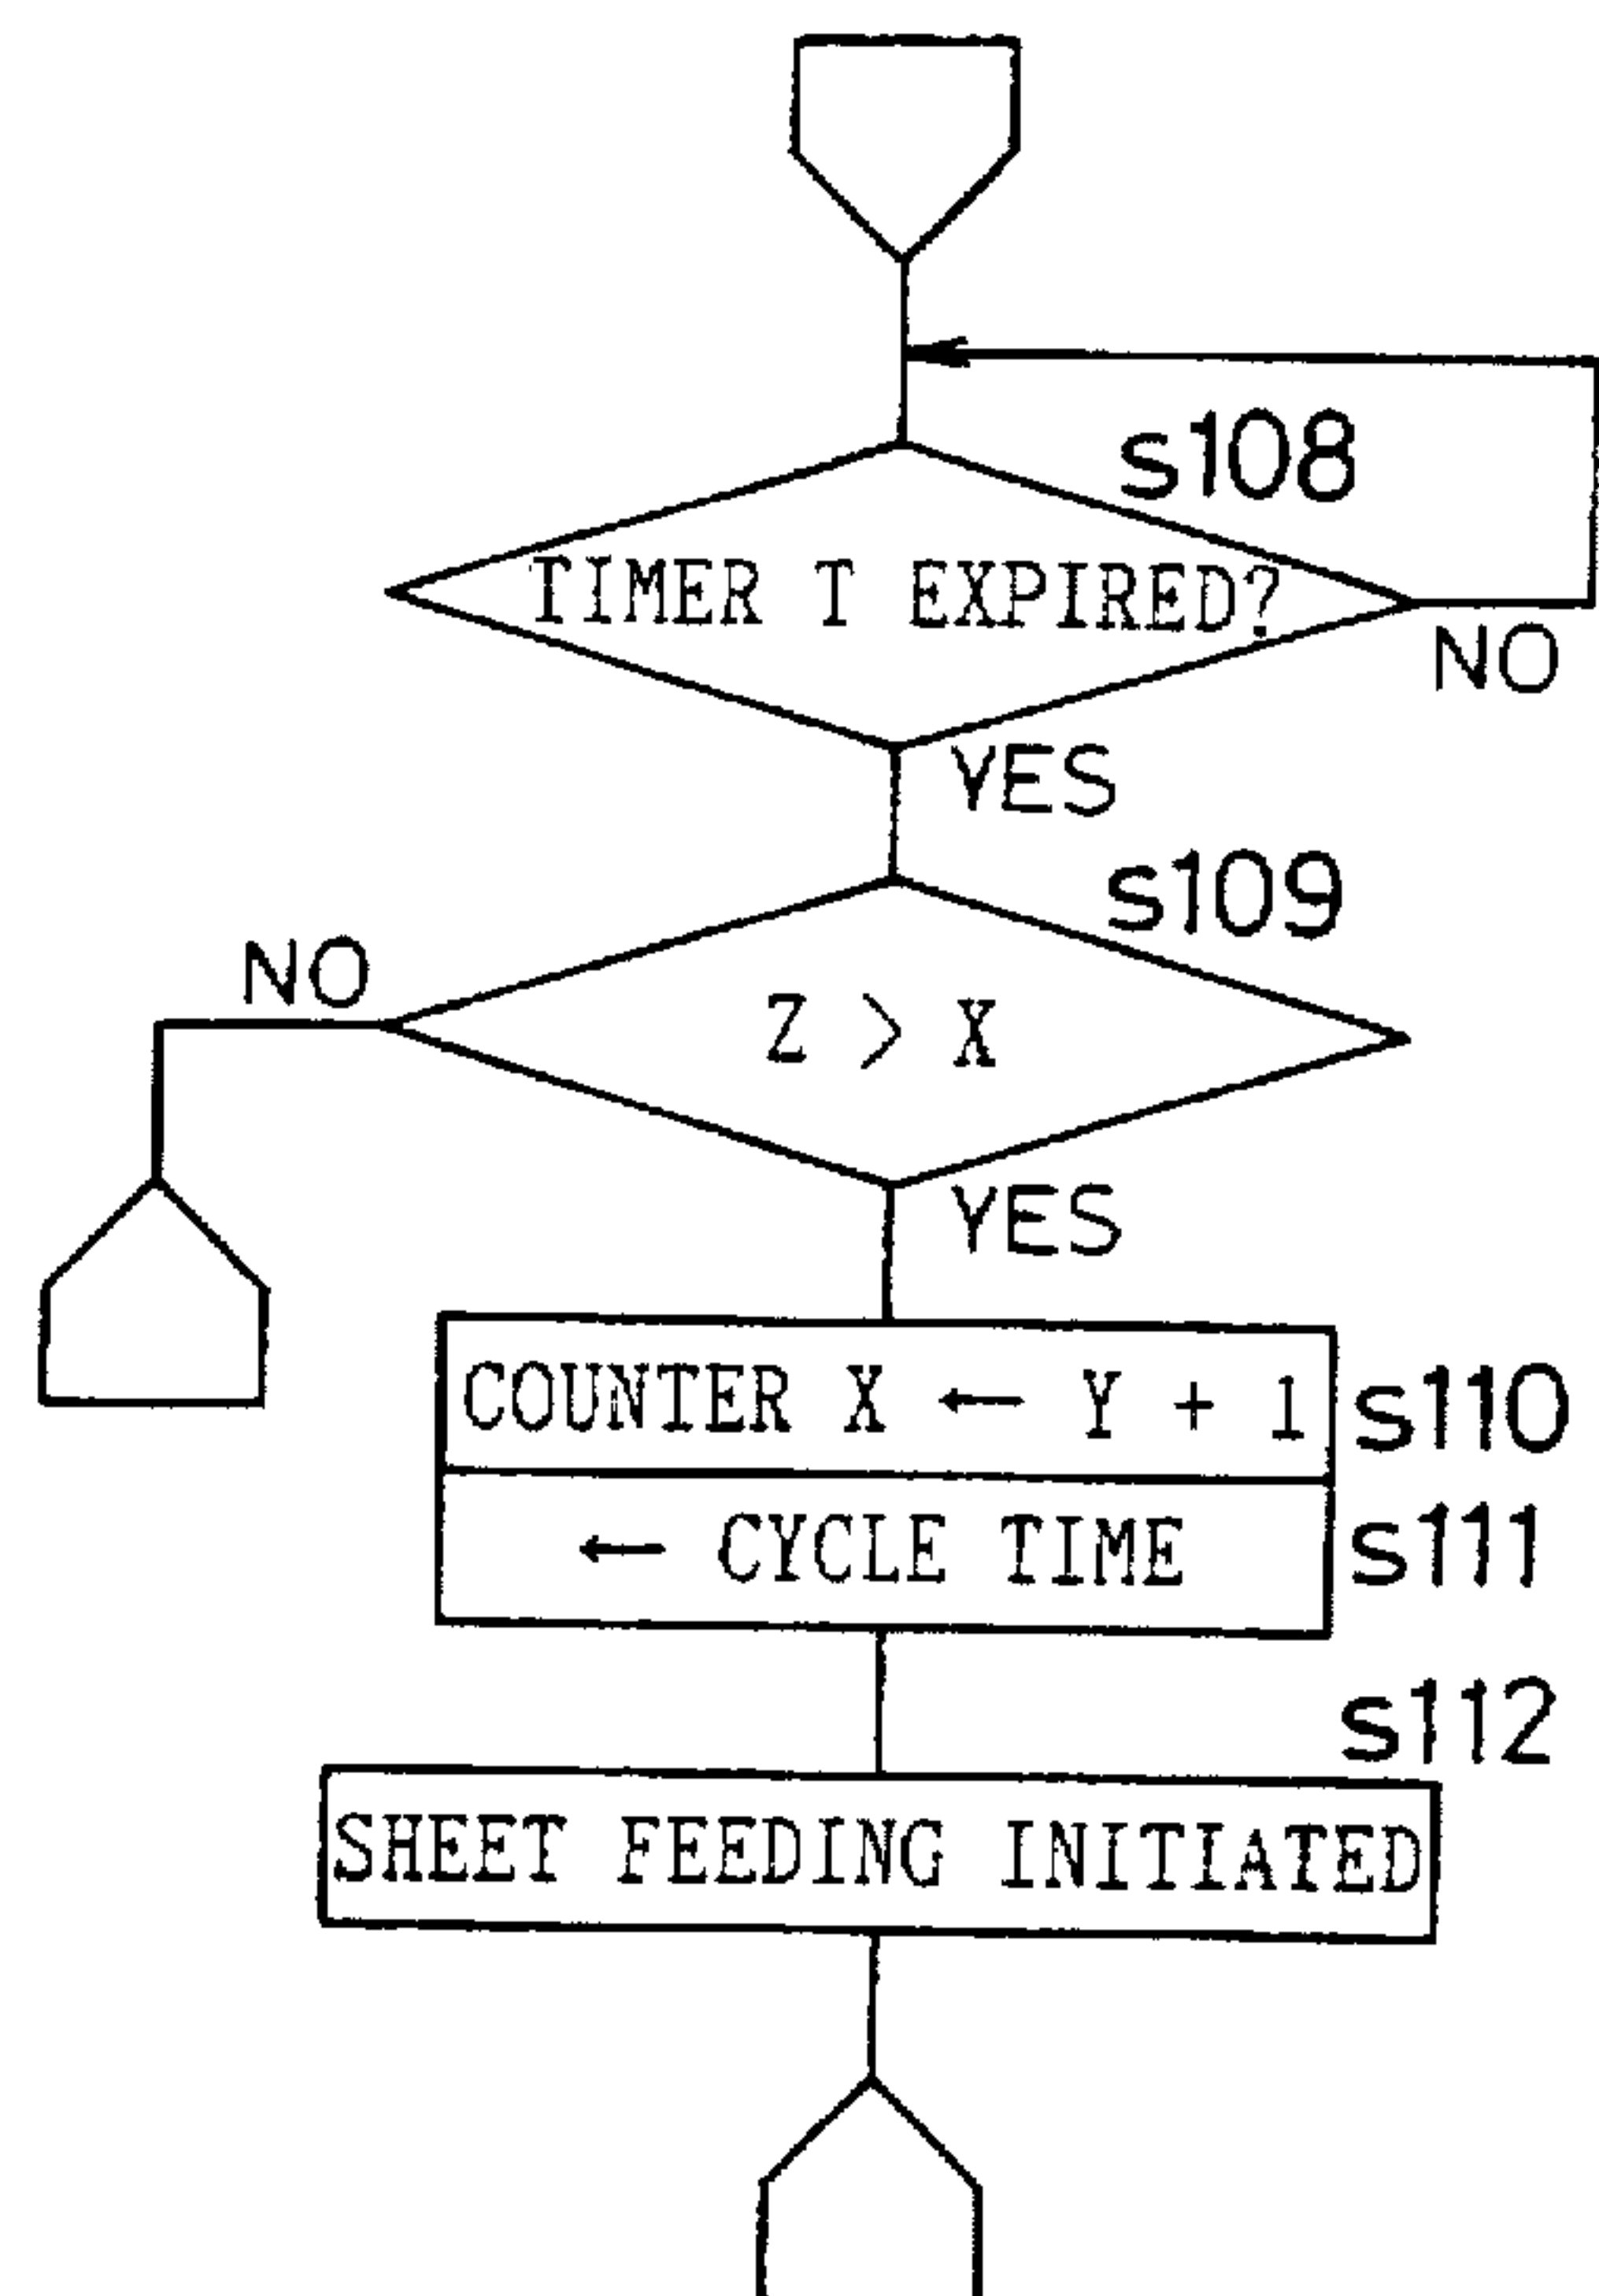 s108
TIMER T EXPIRED?
NO
YES
s109
NO
Z > X
YES
COUNTER X ← Y + 1 s110
← CYCLE TIME s111
s112
SHEET FEEDING INITIATED